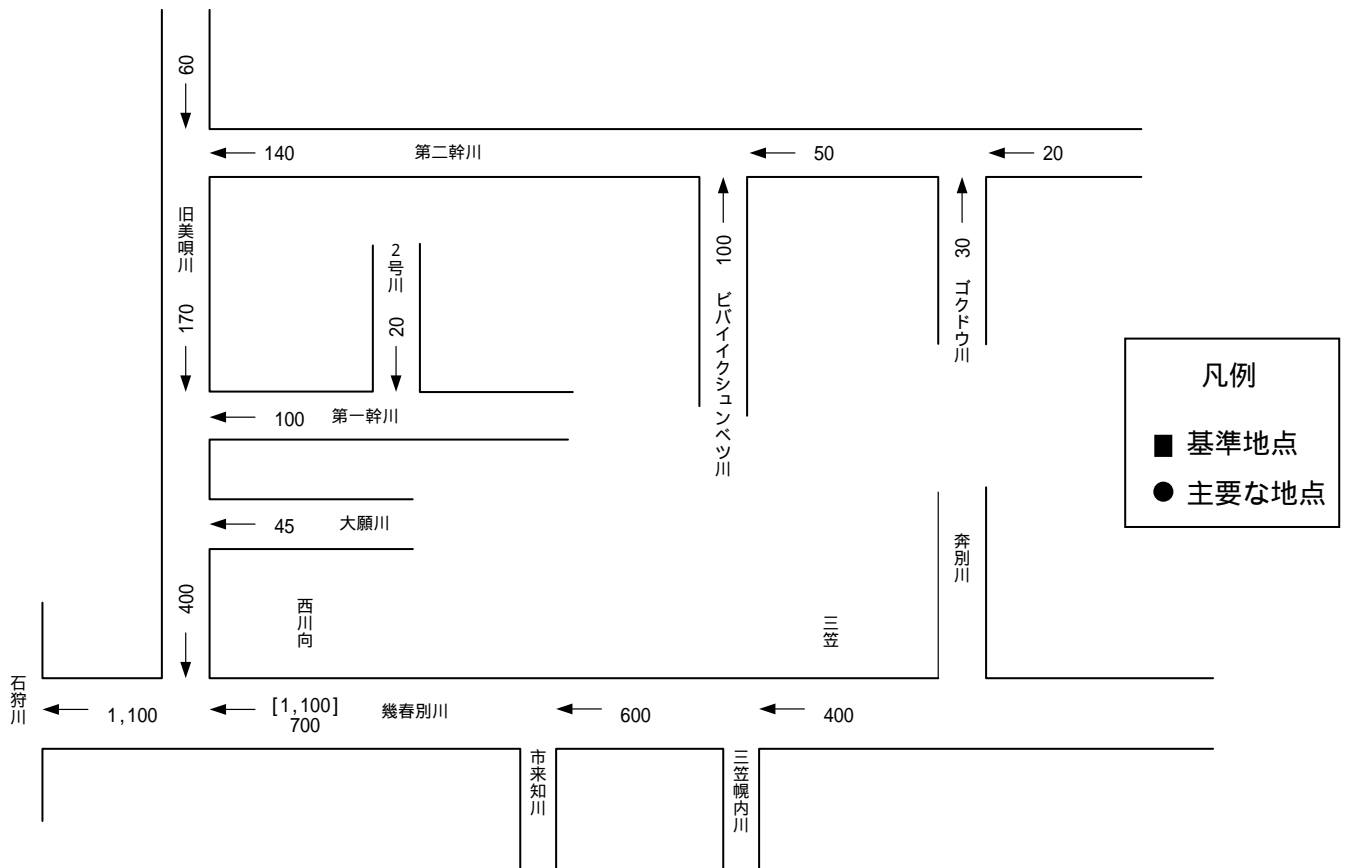 60
140
第二幹川
50
20
旧美唄川
170
2号川
20
100
ビバイイクシュンベツ川
30
ゴクドウ川
凡例
■ 基準地点
● 主要な地点
100
第一幹川
45
大願川
奔別川
400
西川向
三笠
石狩川
1,100
[1,100]
700
幾春別川
600
400
市来知川
三笠幌内川